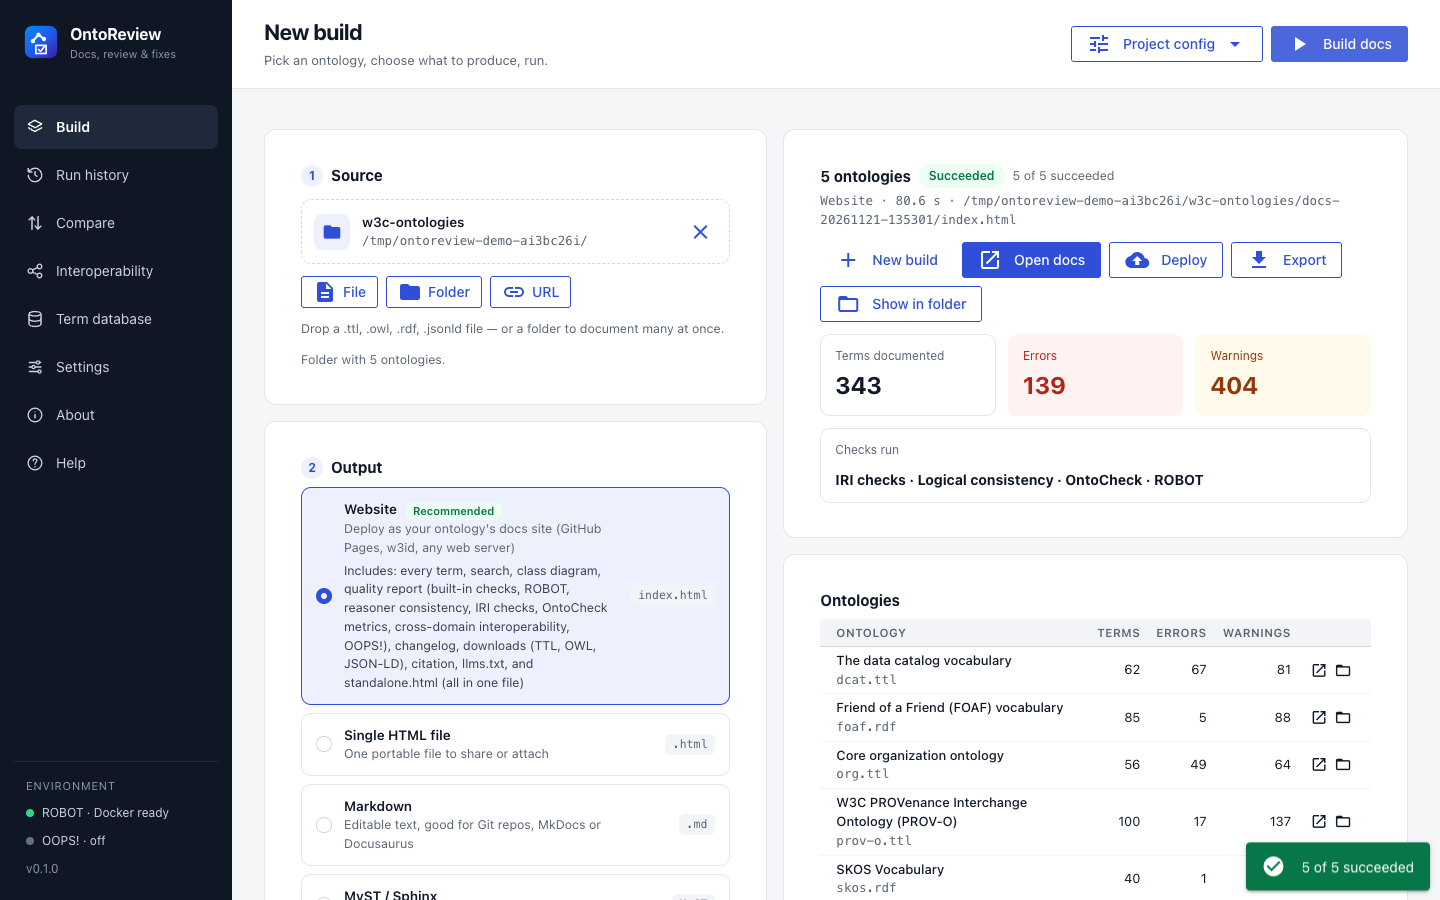 OntoReview
Docs, review & fixes
Build
Run history
Compare
Interoperability
Term database
Settings
About
Help
ENVIRONMENT
ROBOT · Docker ready
OOPS! · off
v0.1.0
New build
Pick an ontology, choose what to produce, run.
Project config
Build docs
1 Source
w3c-ontologies
/tmp/ontoreview-demo-ai3bc26i/
File
Folder
URL
Drop a .ttl, .owl, .rdf, .jsonld file — or a folder to document many at once.
Folder with 5 ontologies.
2 Output
Website Recommended
Deploy as your ontology's docs site (GitHub
Pages, w3id, any web server)
Includes: every term, search, class diagram,
quality report (built-in checks, ROBOT,
reasoner consistency, IRI checks, OntoCheck
metrics, cross-domain interoperability,
OOPS!), changelog, downloads (TTL, OWL,
JSON-LD), citation, llms.txt, and
standalone.html (all in one file)
index.html
Single HTML file
One portable file to share or attach
.html
Markdown
Editable text, good for Git repos, MkDocs or
Docusaurus
.md
MyST / Sphinx
5 ontologies Succeeded 5 of 5 succeeded
Website · 80.6 s · /tmp/ontoreview-demo-ai3bc26i/w3c-ontologies/docs-
20261121-135301/index.html
New build
Open docs
Deploy
Export
Show in folder
Terms documented
343
Errors
139
Warnings
404
Checks run
IRI checks · Logical consistency · OntoCheck · ROBOT
Ontologies
ONTOLOGY TERMS ERRORS WARNINGS
The data catalog vocabulary
dcat.ttl
62 67 81
Friend of a Friend (FOAF) vocabulary
foaf.rdf
85 5 88
Core organization ontology
org.ttl
56 49 64
W3C PROVenance Interchange
Ontology (PROV-O)
prov-o.ttl
100 17 137
SKOS Vocabulary
skos.rdf
40 1
5 of 5 succeeded